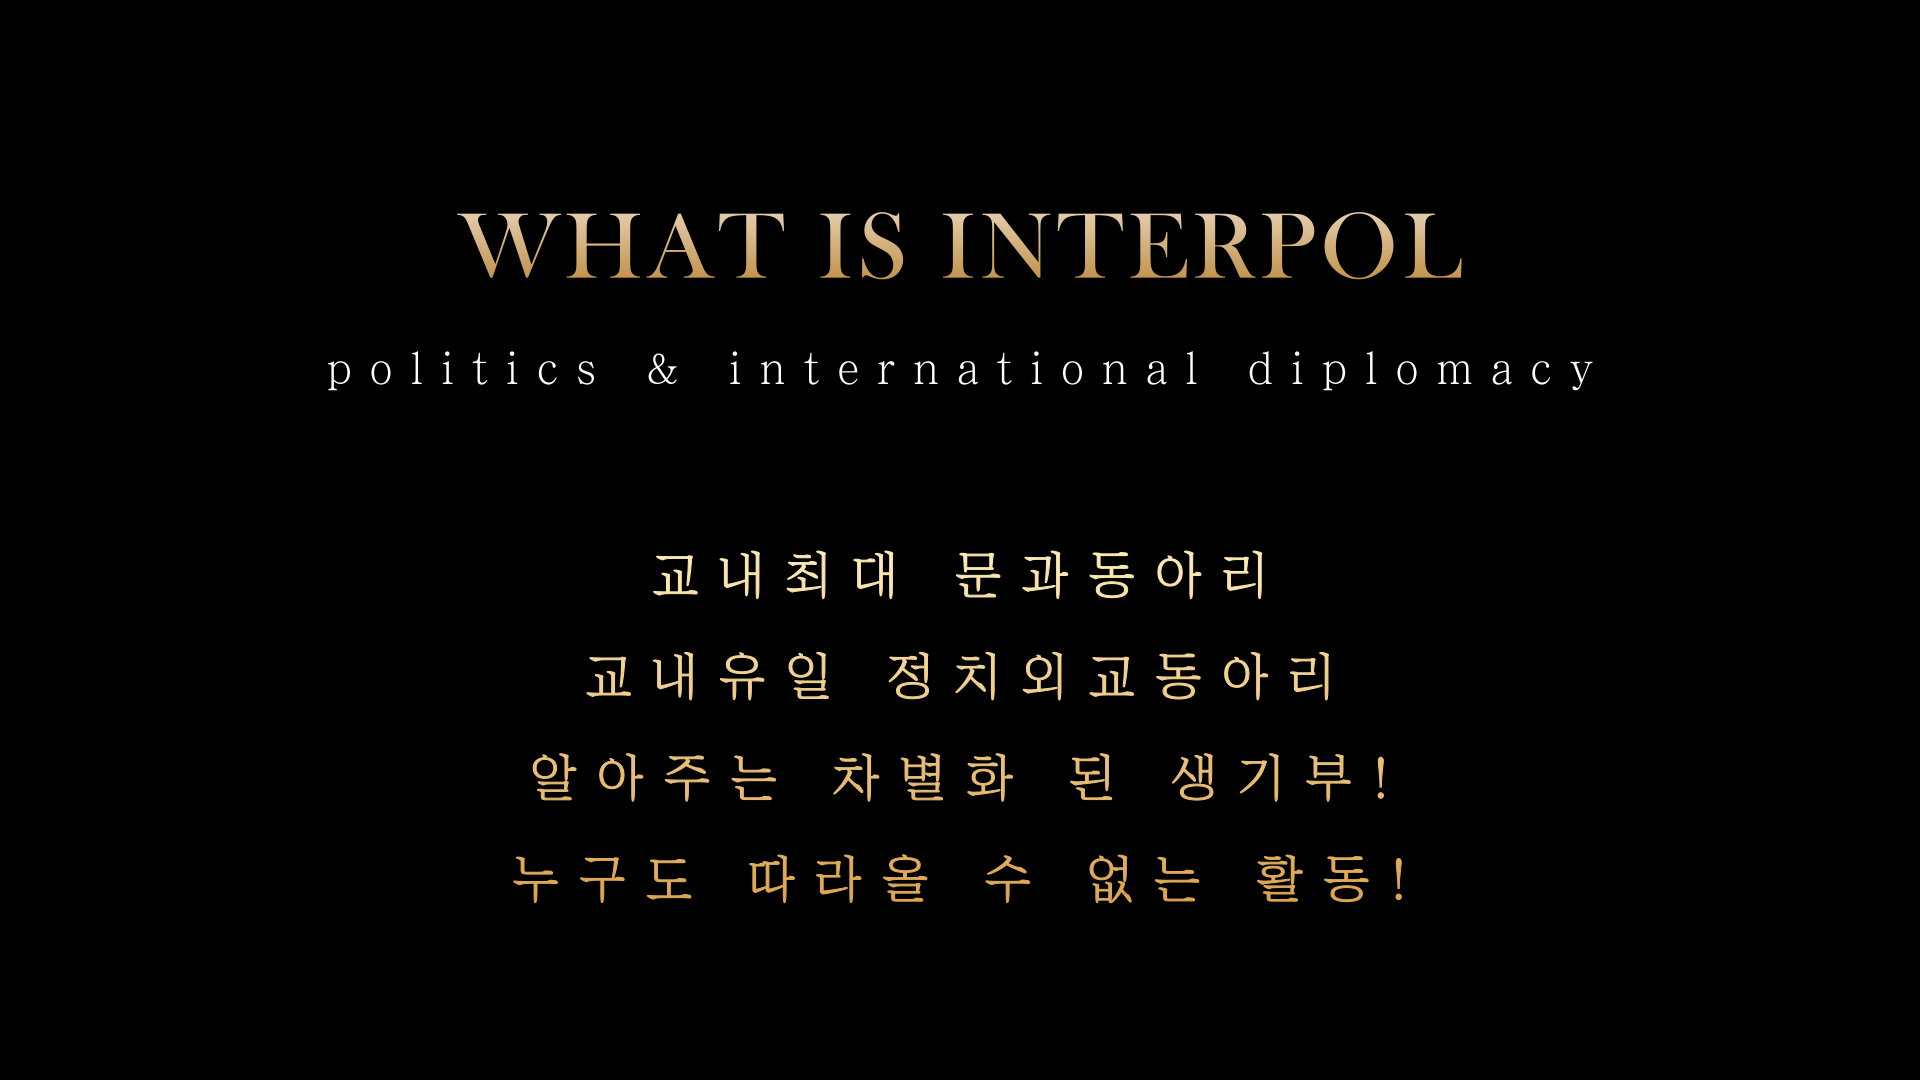 WHAT IS INTERPOL
politics & international diplomacy
교내최대 문과동아리
교내유일 정치외교동아리
알아주는 차별화 된 생기부!
누구도 따라올 수 없는 활동!